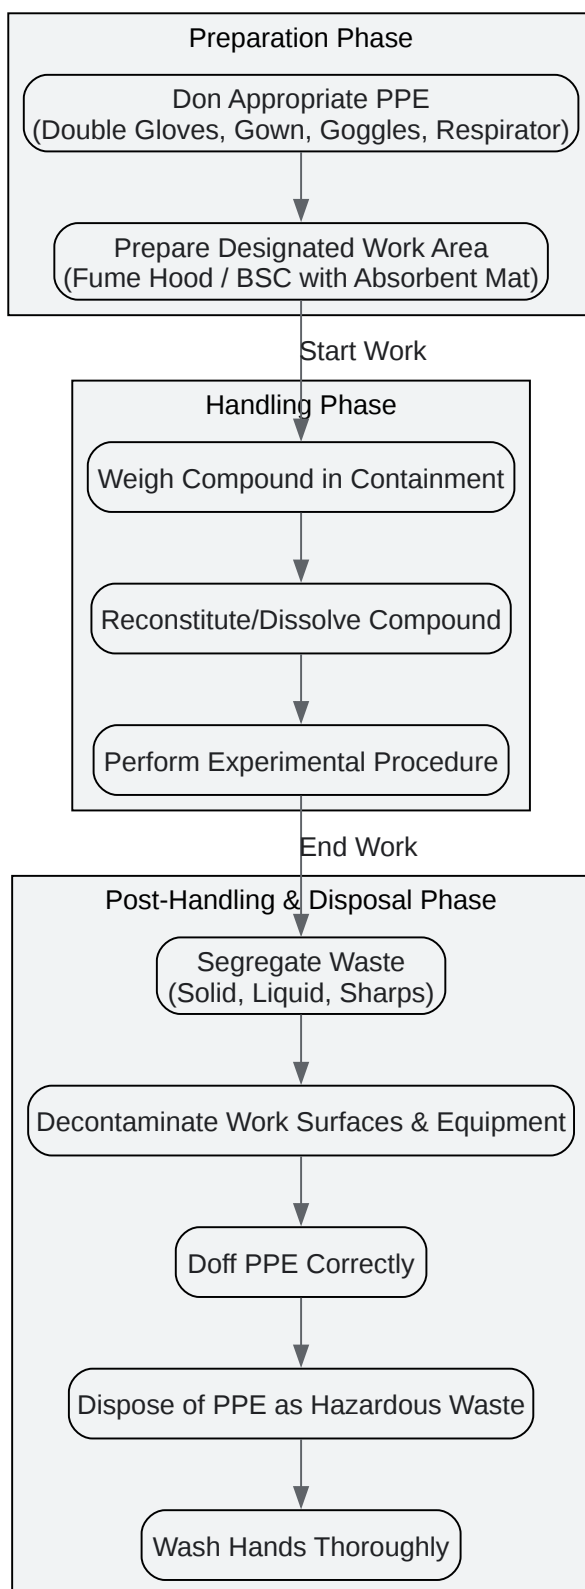 Preparation Phase
Don Appropriate PPE
(Double Gloves, Gown, Goggles, Respirator)
Prepare Designated Work Area
(Fume Hood / BSC with Absorbent Mat)
Start Work
Handling Phase
Weigh Compound in Containment
Reconstitute/Dissolve Compound
Perform Experimental Procedure
End Work
Post-Handling & Disposal Phase
Segregate Waste
(Solid, Liquid, Sharps)
Decontaminate Work Surfaces & Equipment
Doff PPE Correctly
Dispose of PPE as Hazardous Waste
Wash Hands Thoroughly